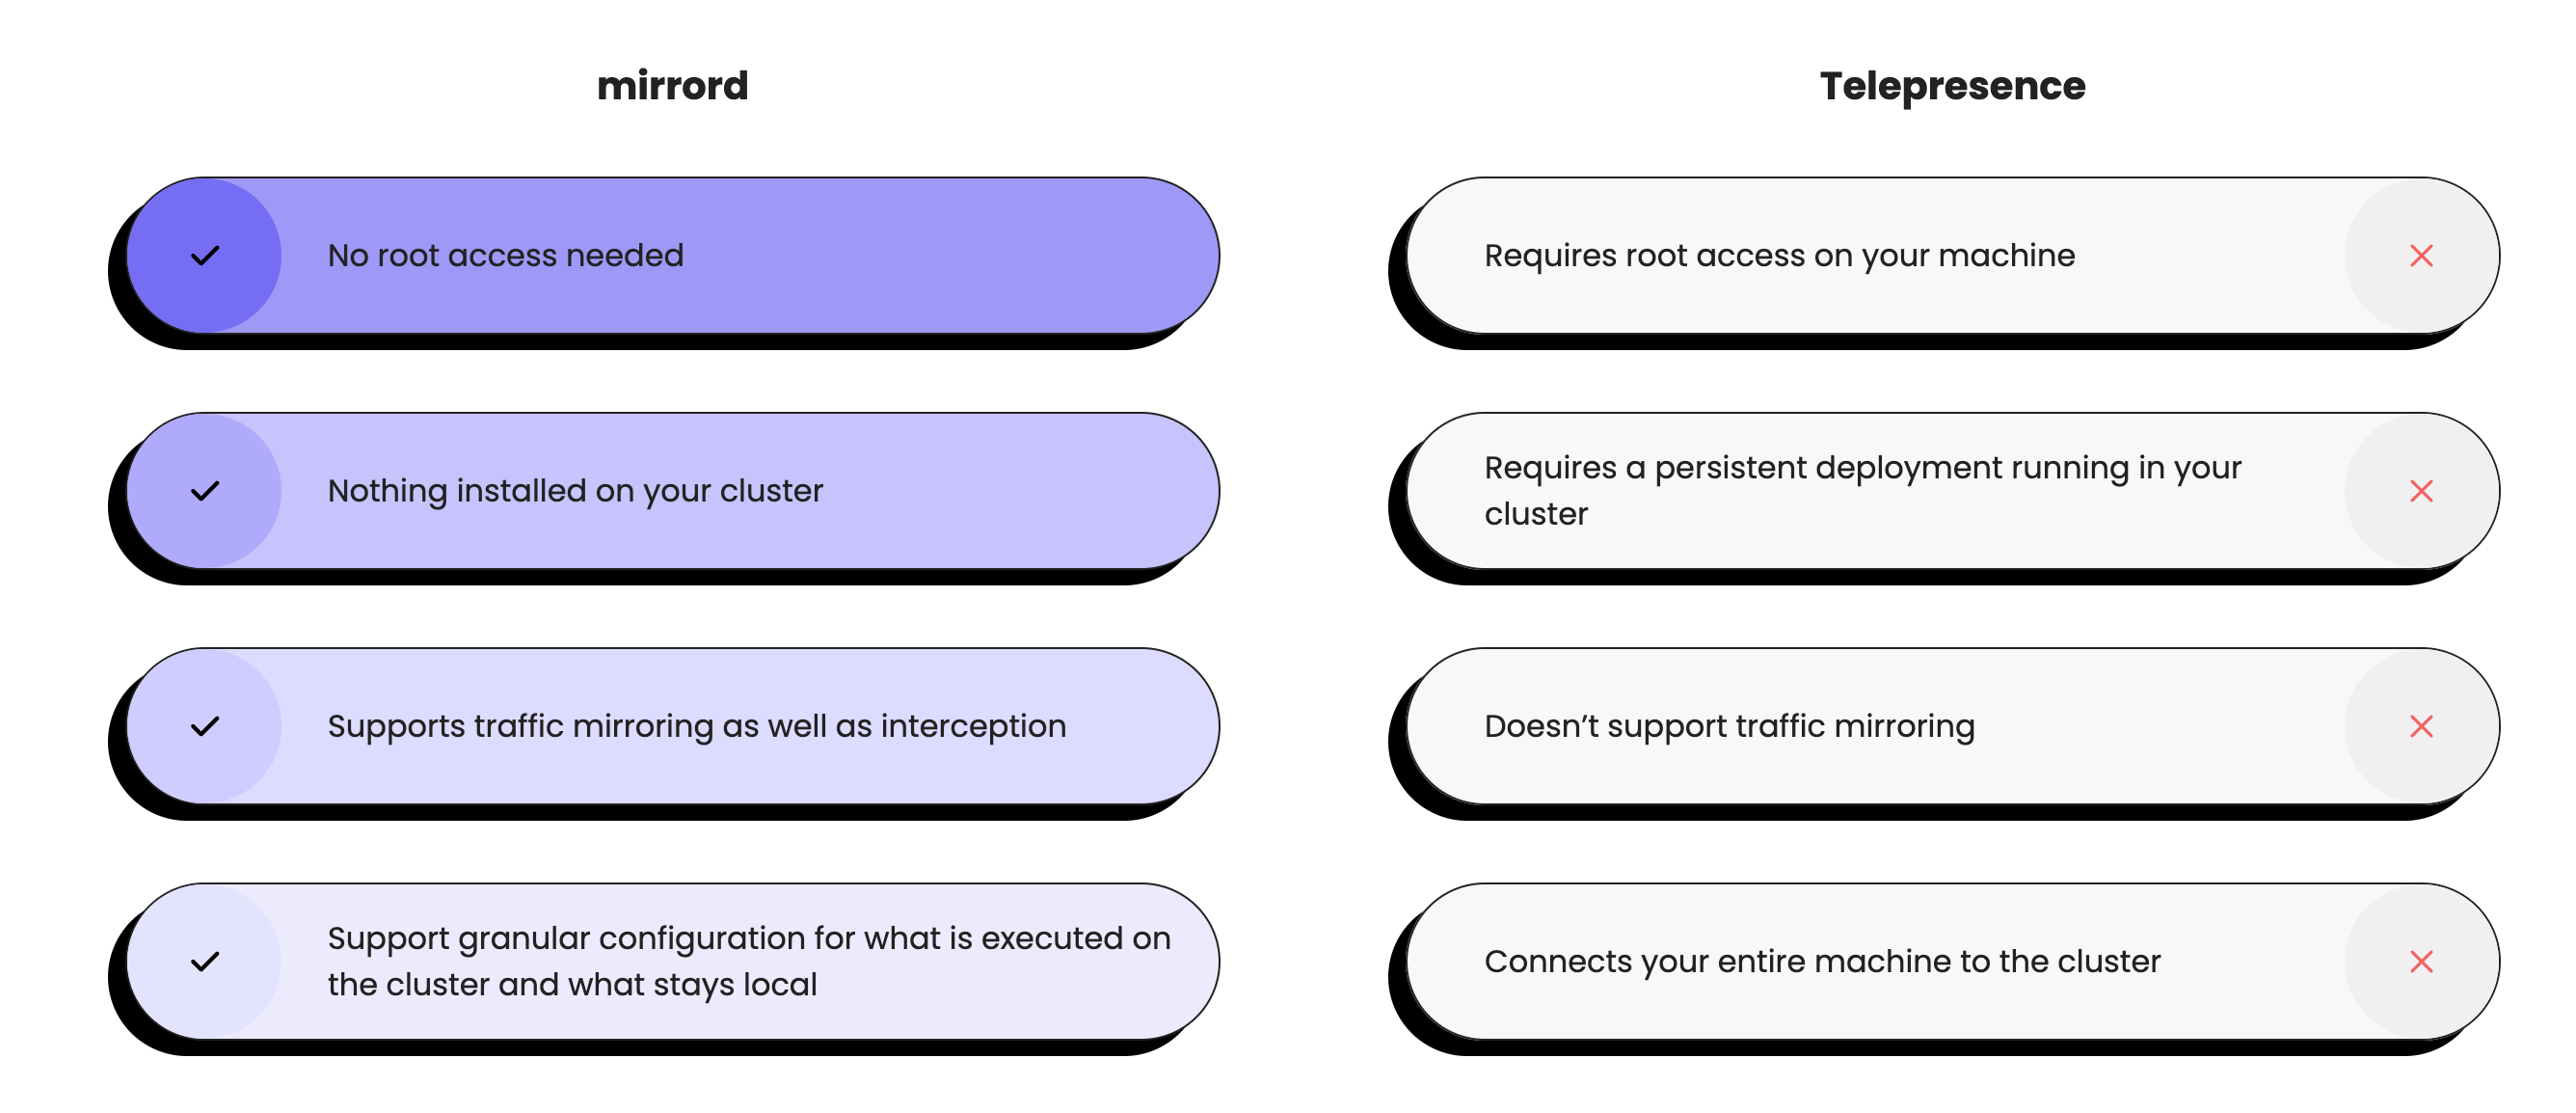 mirrord
Telepresence
No root access needed
Requires root access on your machine
Nothing installed on your cluster
Requires a persistent deployment running in your
cluster
Supports traffic mirroring as well as interception
Doesn’t support traffic mirroring
Support granular configuration for what is executed on
the cluster and what stays local
Connects your entire machine to the cluster